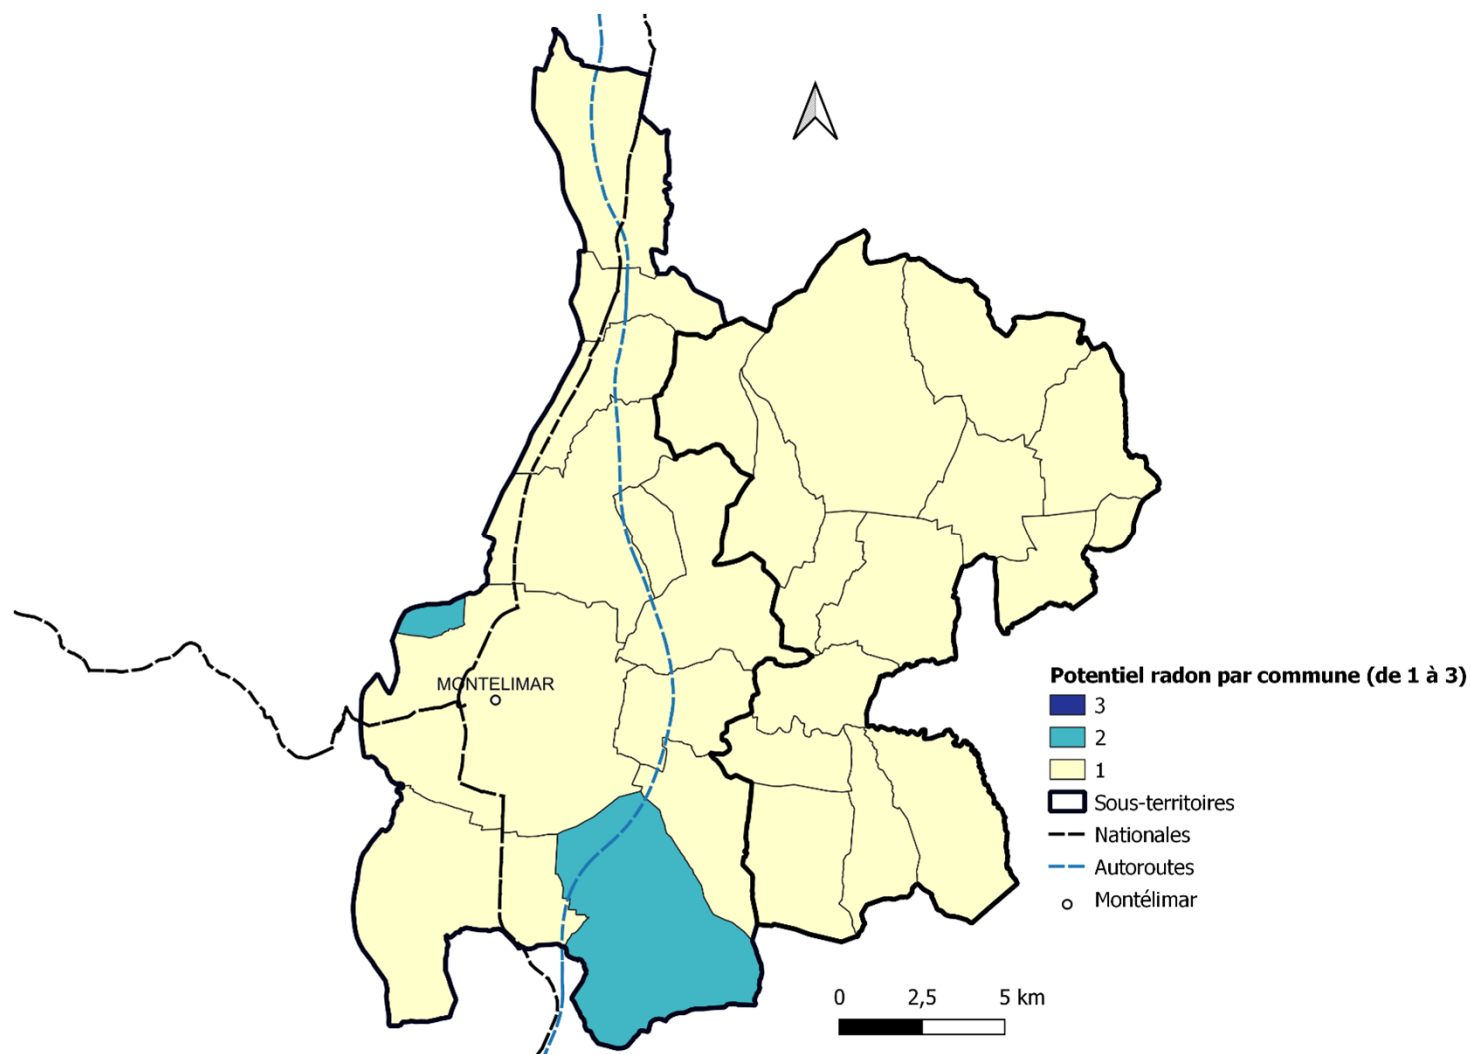 MONTELIMAR
Potentiel radon par commune (de 1 à 3)
3
2
1
Sous-territoires
Nationales
Autoroutes
Montélimar
0 2,5 5 km